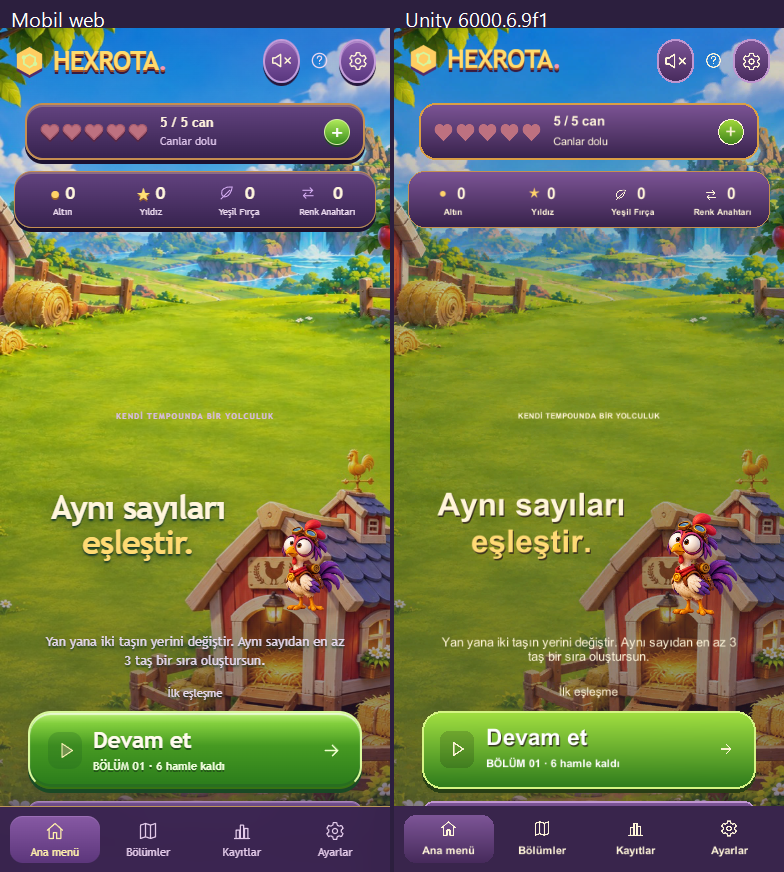 Mobil web
HEXROTA.
5 / 5 can
Canlar dolu
0 0 0 0
Altın Yıldız Yeşil Fırça Renk Anahtarı
KENDİ TEMPOUNDA BİR YOLCULUK
Aynı sayıları
eşleştir.
Yan yana iki taşın yerini değiştir. Aynı sayıdan en az
3 taş bir sıra oluştursun.
İlk eşleşme
Devam et
BÖLÜM 01 · 6 hamle kaldı
Ana menü Bölümler Kayıtlar Ayarlar
Unity 6000.6.9f1
HEXROTA.
5 / 5 can
Canlar dolu
0 0 0 0
Altın Yıldız Yeşil Fırça Renk Anahtarı
KENDİ TEMPOUNDA BİR YOLCULUK
Aynı sayıları
eşleştir.
Yan yana iki taşın yerini değiştir. Aynı sayıdan en az 3
taş bir sıra oluştursun.
İlk eşleşme
Devam et
BÖLÜM 01 · 6 hamle kaldı
Ana menü Bölümler Kayıtlar Ayarlar